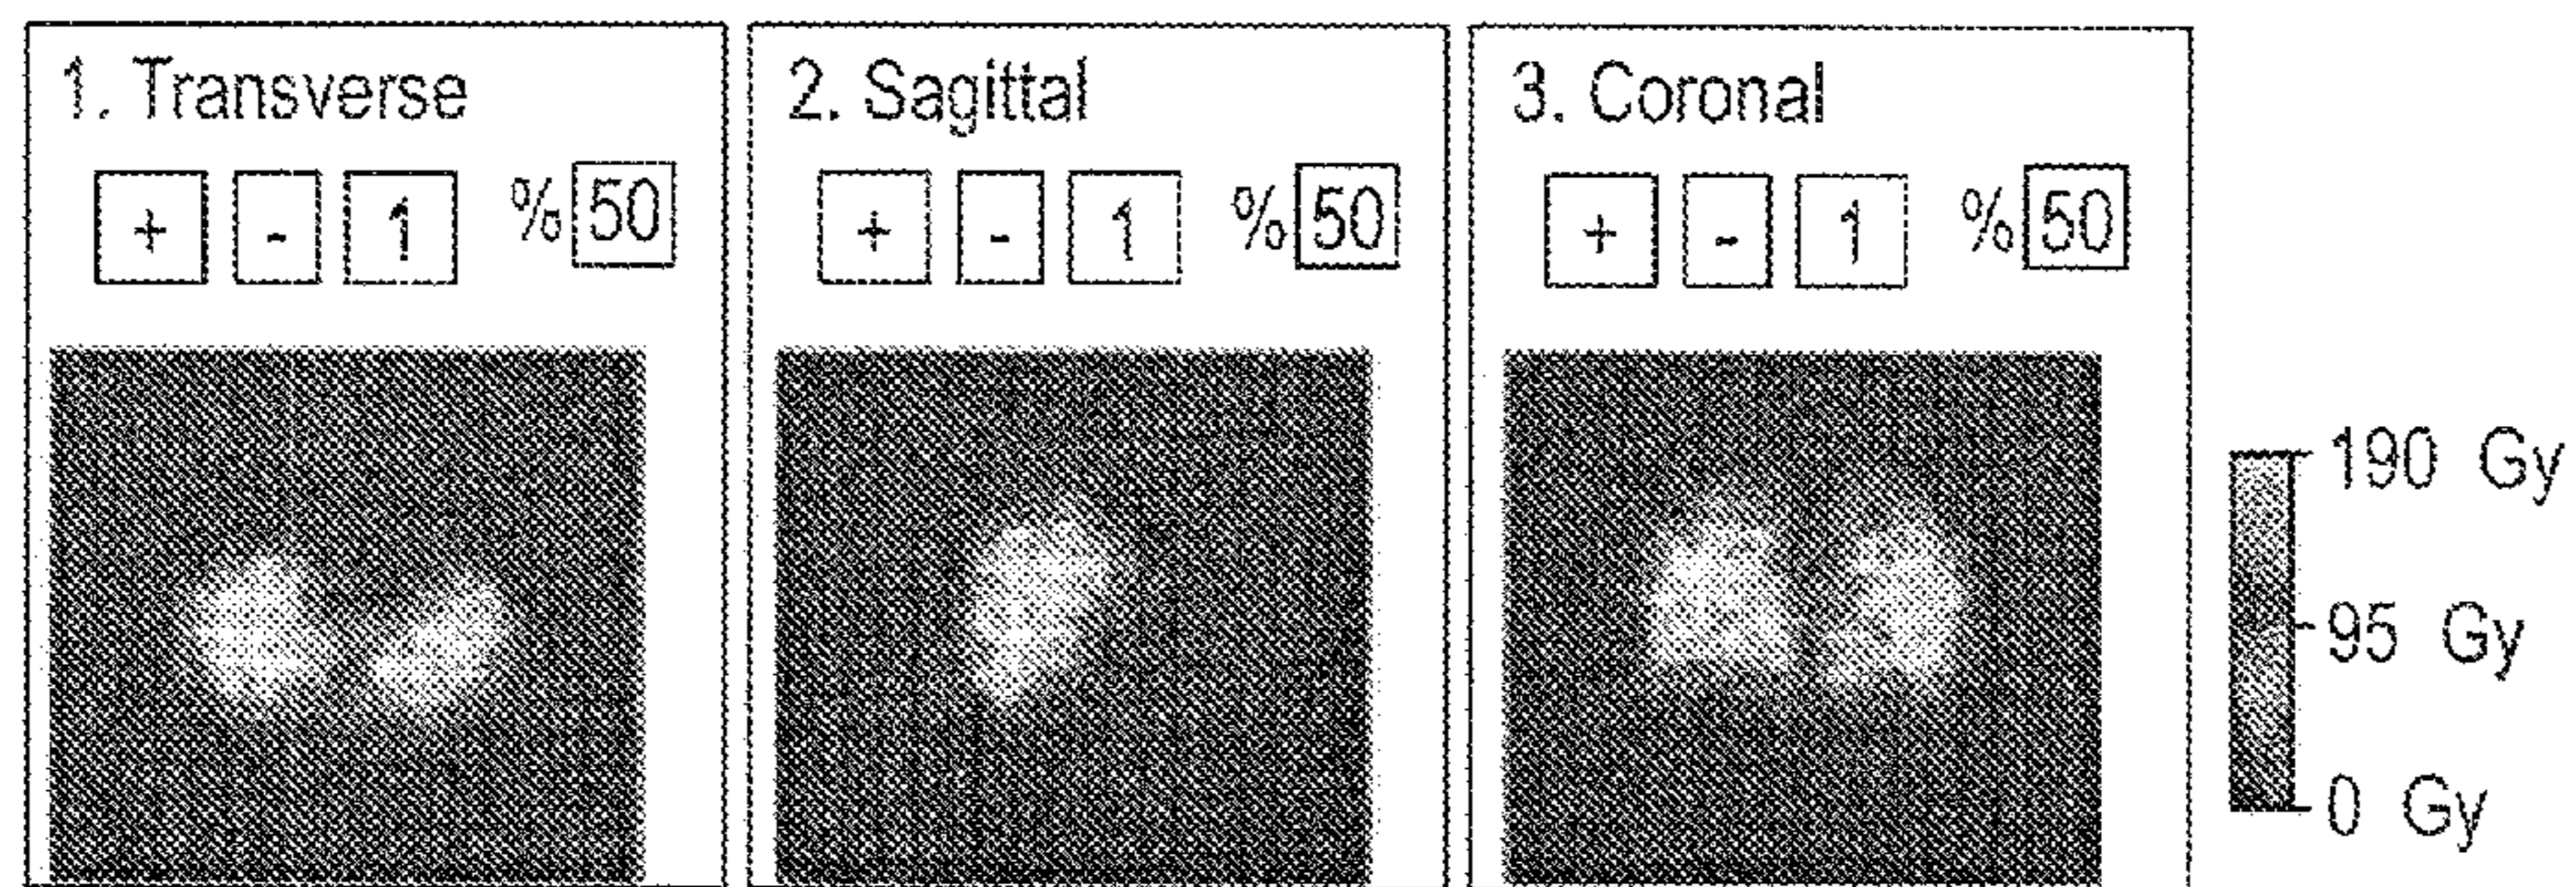 1. Transverse
+ - 1 % 50
2. Sagittal
+ - 1 % 50
3. Coronal
+ - 1 % 50
190 Gy
95 Gy
0 Gy